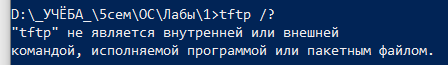 D:\_УЧЁБА_\5сем\ОС\Лабы\1>tftp /?
"tftp" не является внутренней или внешней
командой, исполняемой программой или пакетным файлом.